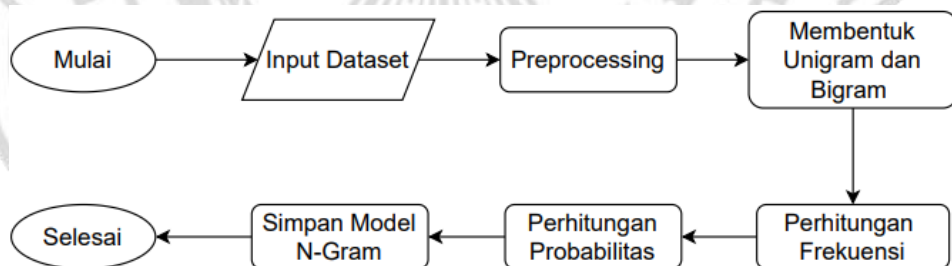 Mulai
Input Dataset
Preprocessing
Membentuk
Unigram dan
Bigram
Perhitungan
Frekuensi
Perhitungan
Probabilitas
Simpan Model
N-Gram
Selesai